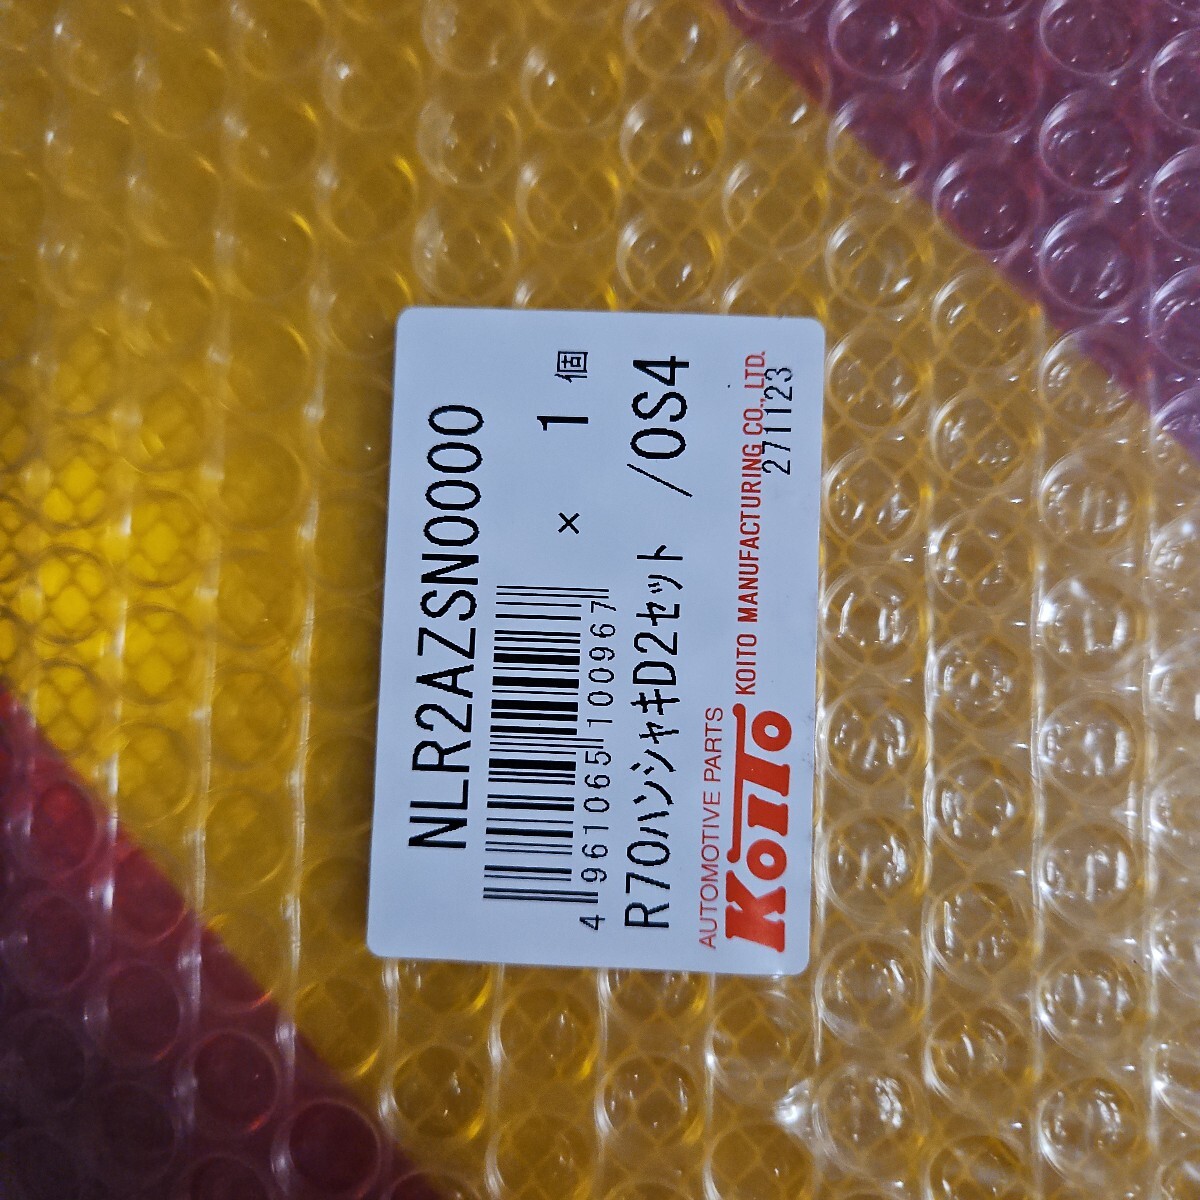 NLR2AZSN0000
× 1 個
4 961065 100967
R70ハンシャキD2セット /0S4
AUTOMOTIVE PARTS
KOITO KOITO MANUFACTURING CO., LTD.
271123